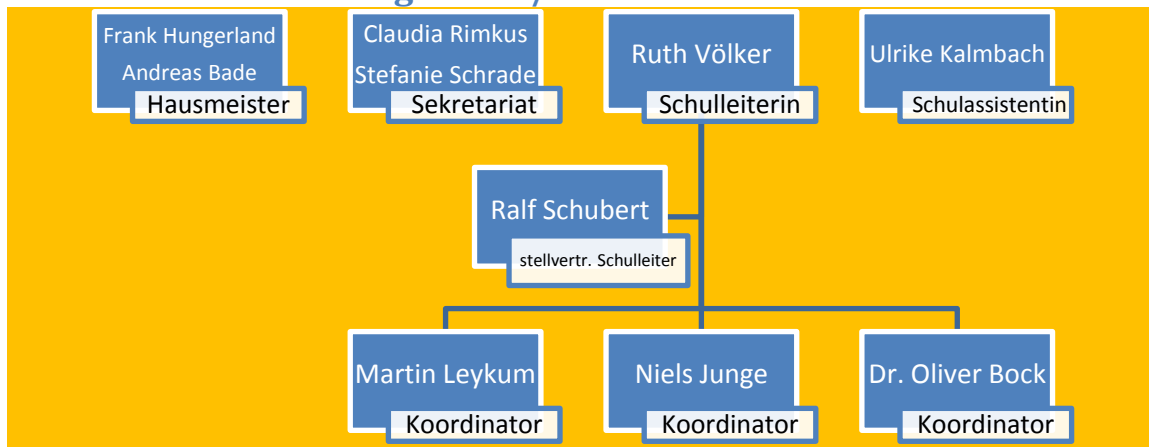 Frank Hungerland
Andreas Bade
Hausmeister
Claudia Rimkus
Stefanie Schrade
Sekretariat
Ruth Völker
Schulleiterin
Ulrike Kalmbach
Schulassistentin
Ralf Schubert
stellvertr. Schulleiter
Martin Leykum
Koordinator
Niels Junge
Koordinator
Dr. Oliver Bock
Koordinator